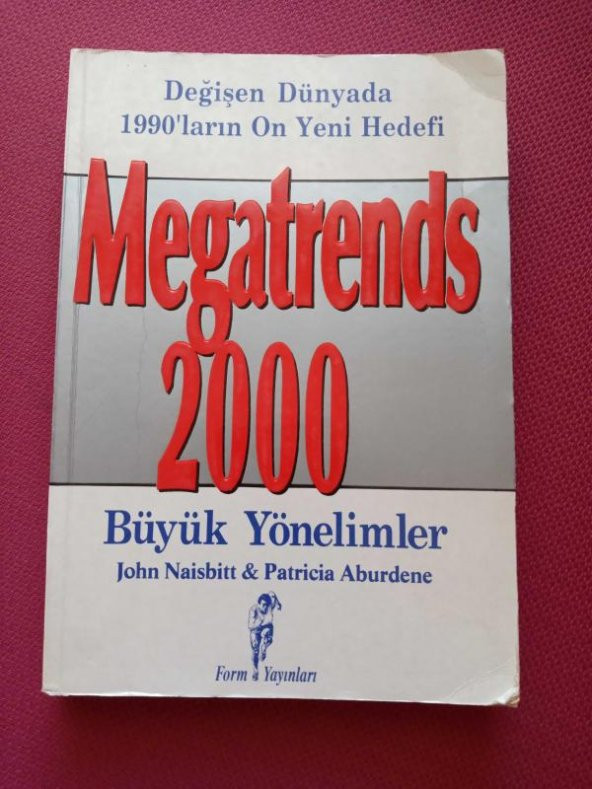 Değişen Dünyada
1990'ların On Yeni Hedefi
Megatrends
2000
Büyük Yönelimler
John Naisbitt & Patricia Aburdene
Form Yayınları